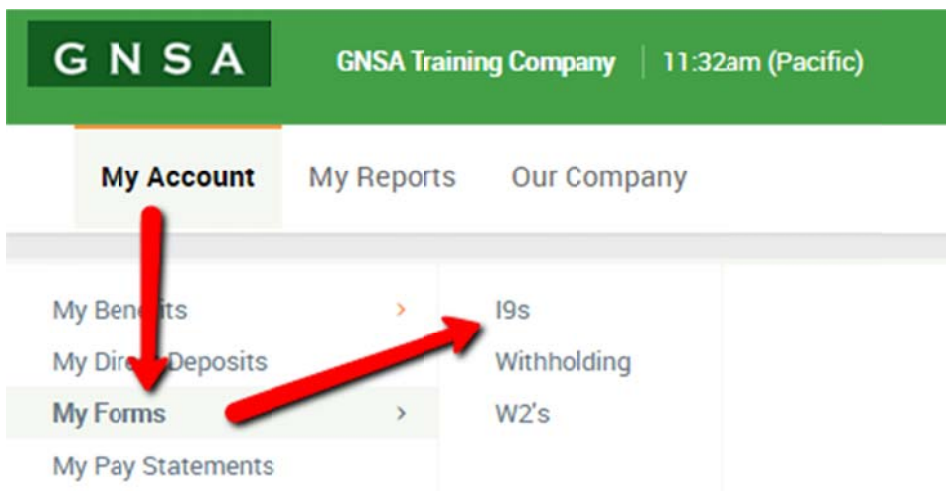 GNSA
GNSA Training Company 11:32am (Pacific)
My Account My Reports Our Company
My Benefits > I9s
My Direct Deposits Withholding
My Forms > W2's
My Pay Statements